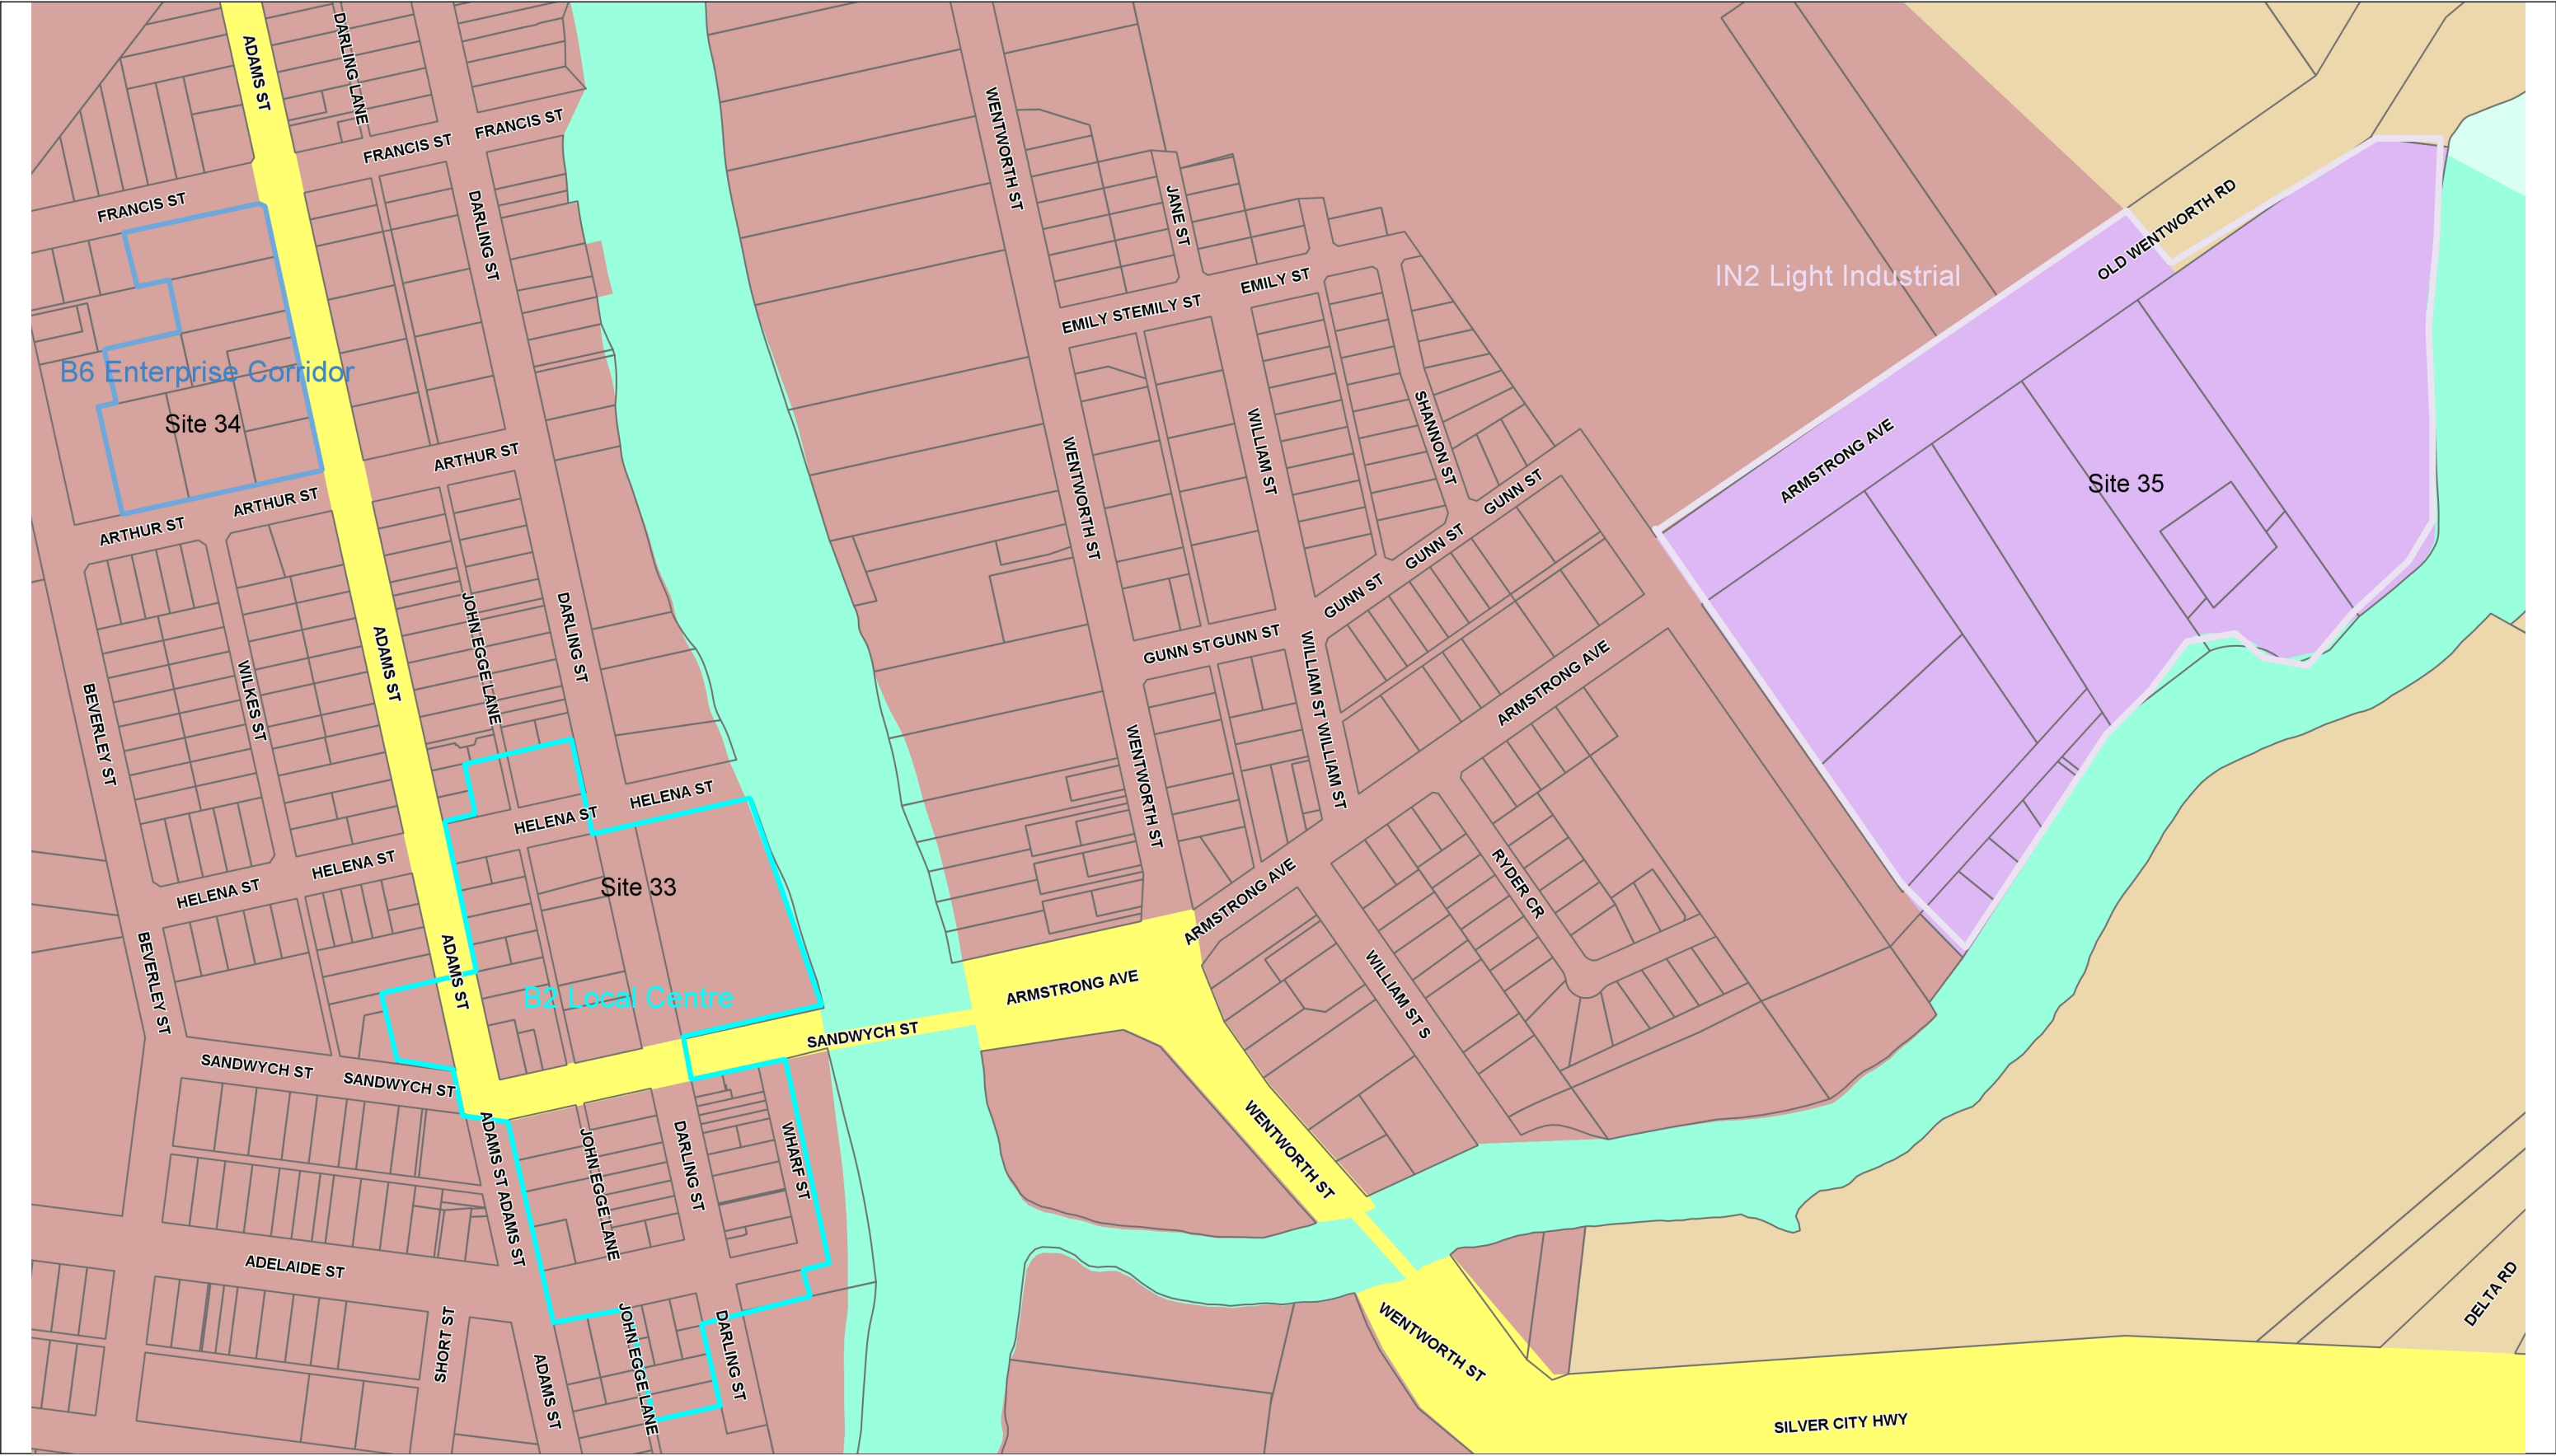 ADAMS ST
DARLING LANE
FRANCIS ST
FRANCIS ST
FRANCIS ST
DARLING ST
WENTWORTH ST
JANE ST
EMILY ST
EMILY ST
EMILY ST
OLD WENTWORTH RD
IN2 Light Industrial
B6 Enterprise Corridor
Site 34
ARTHUR ST
ARTHUR ST
ARTHUR ST
WENTWORTH ST
WILLIAM ST
SHANNON ST
GUNN ST
GUNN ST
GUNN ST
GUNN ST
GUNN ST
ARMSTRONG AVE
Site 35
BEVERLEY ST
WILKES ST
ADAMS ST
JOHN EGGE LANE
DARLING ST
WILLIAM ST
WILLIAM ST
ARMSTRONG AVE
WENTWORTH ST
HELENA ST
HELENA ST
HELENA ST
HELENA ST
Site 33
RYDER CR
ARMSTRONG AVE
BEVERLEY ST
ADAMS ST
B2 Local Centre
ARMSTRONG AVE
WILLIAM ST S
SANDWYCH ST
SANDWYCH ST
SANDWYCH ST
ADAMS ST
ADAMS ST
JOHN EGGE LANE
DARLING ST
WHARF ST
WENTWORTH ST
ADELAIDE ST
SHORT ST
ADAMS ST
JOHN EGGE LANE
DARLING ST
WENTWORTH ST
DELTA RD
SILVER CITY HWY